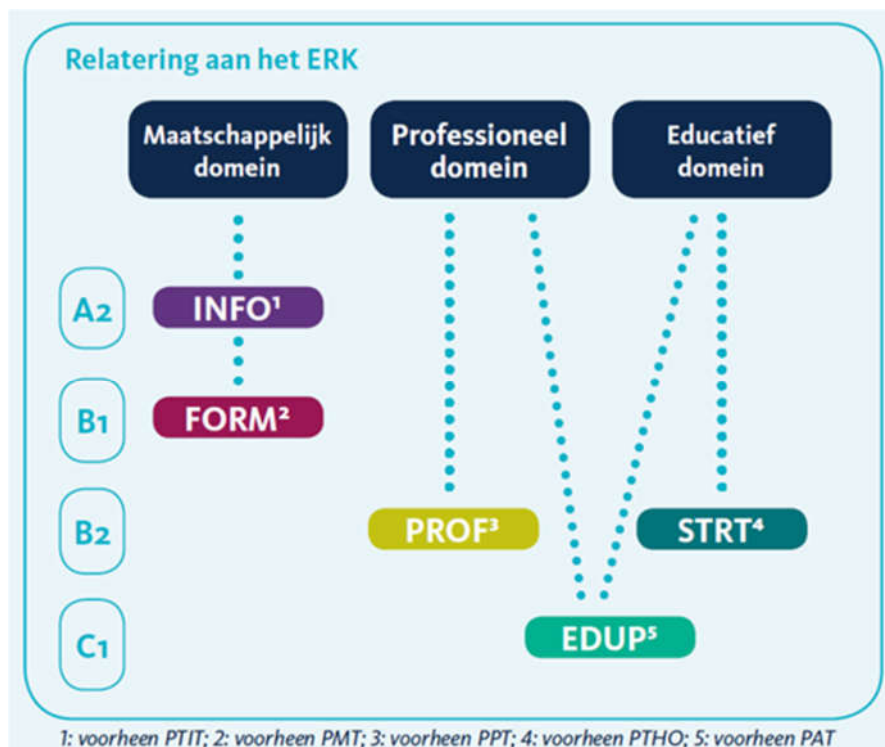 Relatering aan het ERK
Maatschappelijk
domein
Professioneel
domein
Educatief
domein
A2
INFO¹
B1
FORM²
B2
PROF³
STRT⁴
C1
EDUP⁵
1: voorheen PTIT; 2: voorheen PMT; 3: voorheen PPT; 4: voorheen PTHO; 5: voorheen PAT